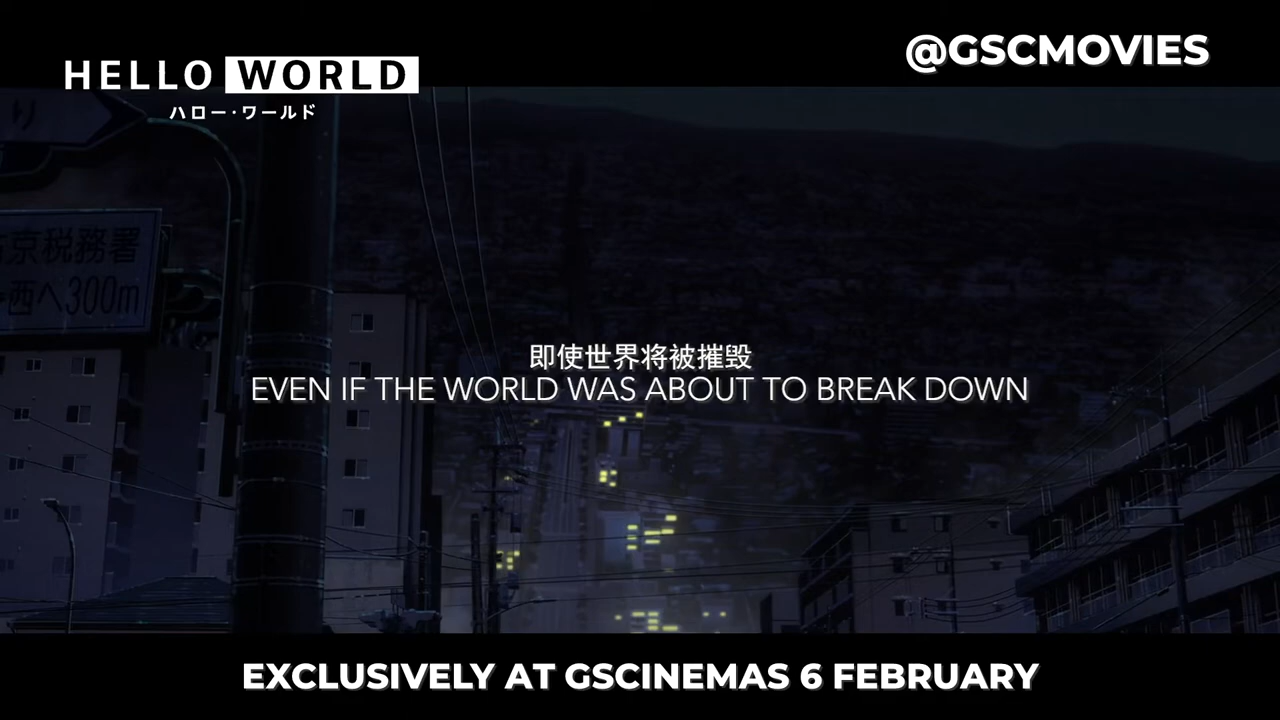 @GSCMOVIES
HELLO WORLD
ハロー・ワールド
り
京税務署
西へ300m
即使世界将被摧毁
EVEN IF THE WORLD WAS ABOUT TO BREAK DOWN
EXCLUSIVELY AT GSCINEMAS 6 FEBRUARY